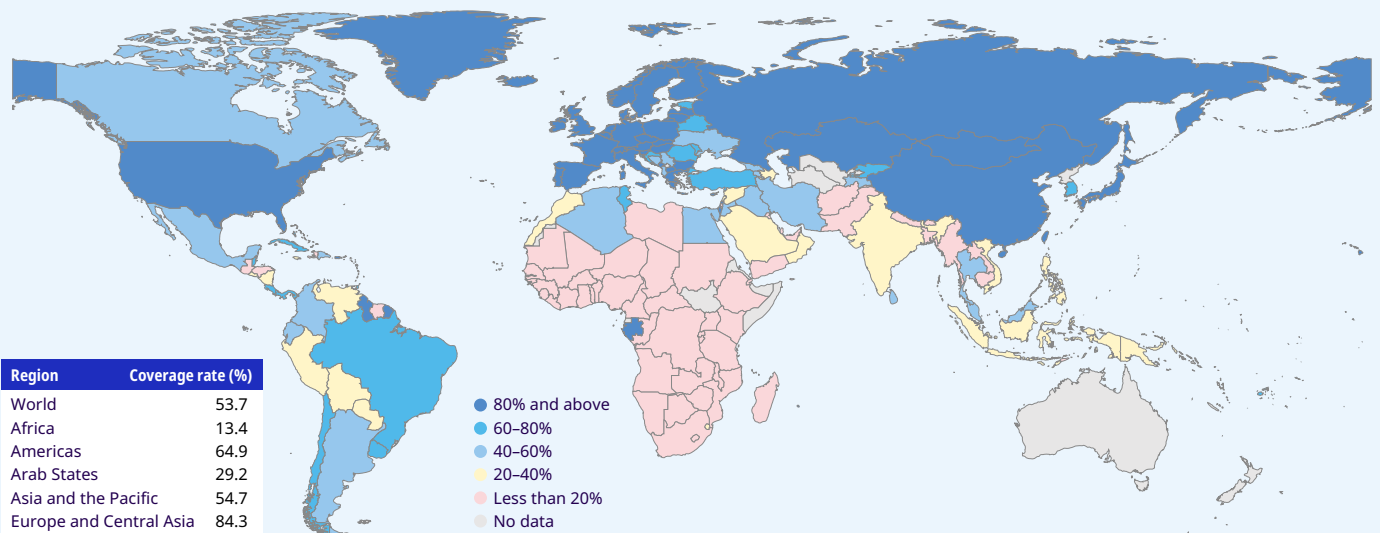 Region Coverage rate (%)
World 53.7
Africa 13.4
Americas 64.9
Arab States 29.2
Asia and the Pacific 54.7
Europe and Central Asia 84.3
80% and above
60–80%
40–60%
20–40%
Less than 20%
No data